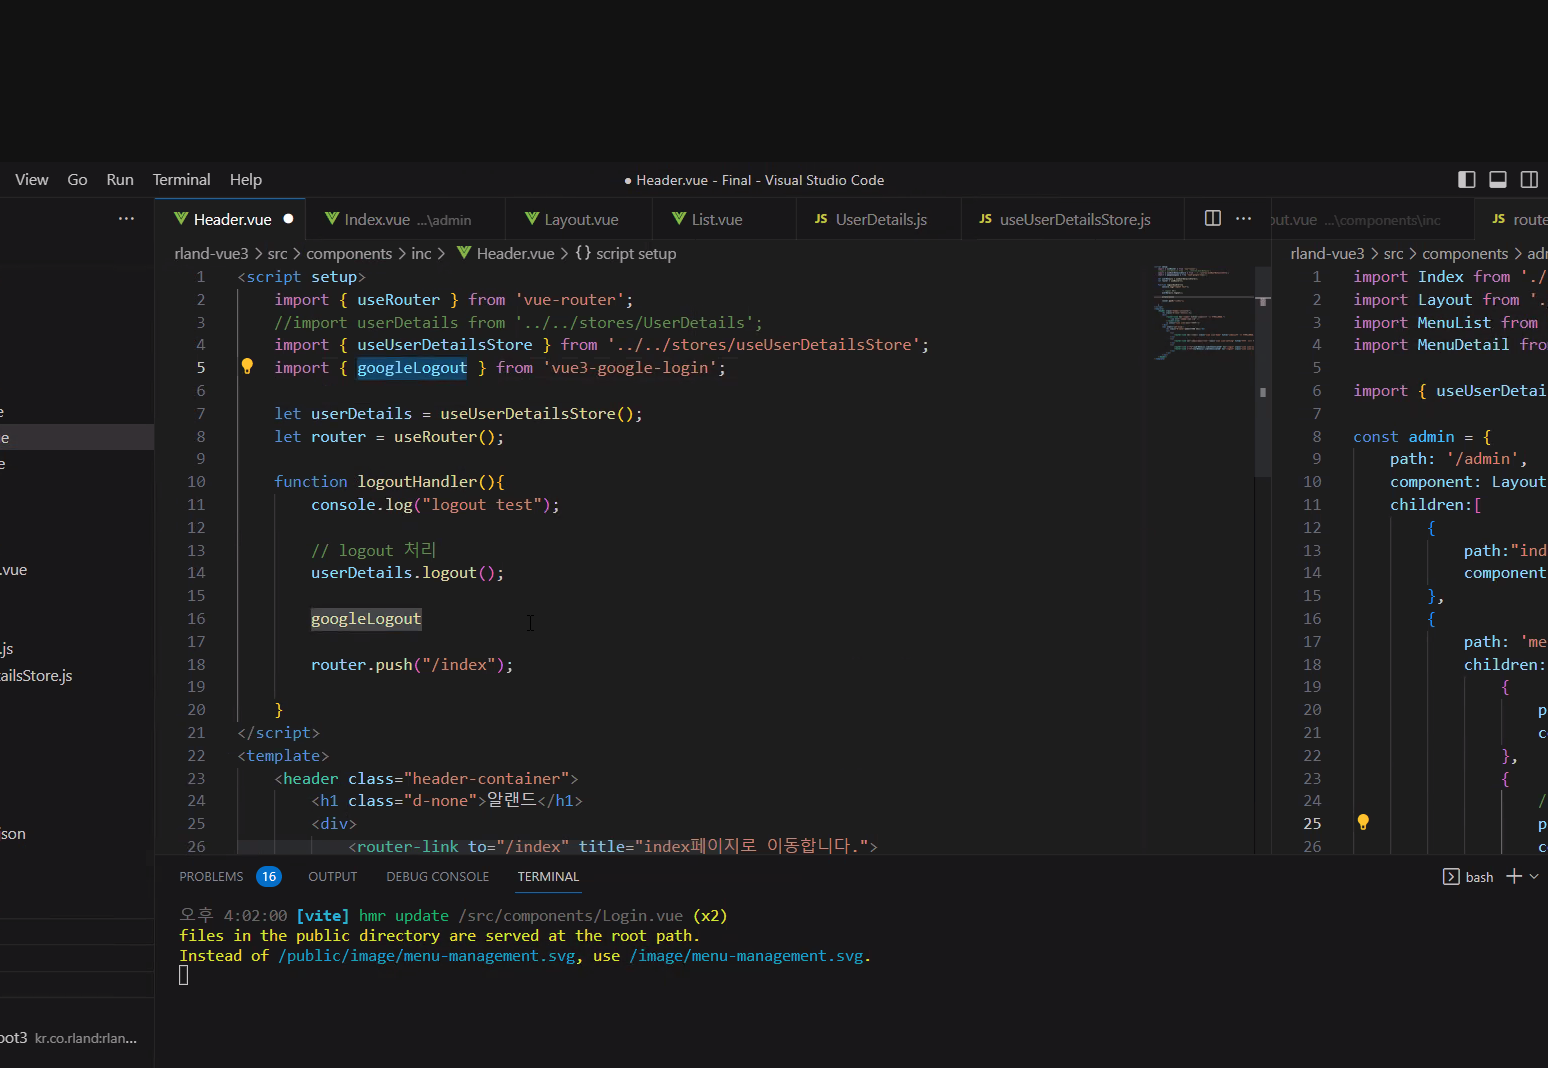 View Go Run Terminal Help
● Header.vue - Final - Visual Studio Code
Header.vue ● Index.vue ...\admin Layout.vue List.vue JS UserDetails.js JS useUserDetailsStore.js
out.vue ...\components\inc JS route
rland-vue3 > src > components > inc > Header.vue > {} script setup
1 <script setup>
2 import { useRouter } from 'vue-router';
3 //import userDetails from '../../stores/UserDetails';
4 import { useUserDetailsStore } from '../../stores/useUserDetailsStore';
5 import { googleLogout } from 'vue3-google-login';
6
7 let userDetails = useUserDetailsStore();
8 let router = useRouter();
9
10 function logoutHandler(){
11 console.log("logout test");
12
13 // logout 처리
14 userDetails.logout();
15
16 googleLogout
17
18 router.push("/index");
19
20 }
21 </script>
22 <template>
23 <header class="header-container">
24 <h1 class="d-none">알랜드</h1>
25 <div>
26 <router-link to="/index" title="index페이지로 이동합니다.">
rland-vue3 > src > components > adm
1 import Index from './
2 import Layout from '.
3 import MenuList from
4 import MenuDetail fro
5
6 import { useUserDetai
7
8 const admin = {
9 path: '/admin',
10 component: Layout
11 children:[
12 {
13 path:"ind
14 component
15 },
16 {
17 path: 'me
18 children:
19 {
20 p
21 c
22 },
23 {
24 /
25 p
26 c
e
e
e
.vue
.js
ailsStore.js
son
oot3 kr.co.rland:rlan...
PROBLEMS 16 OUTPUT DEBUG CONSOLE TERMINAL
bash
오후 4:02:00 [vite] hmr update /src/components/Login.vue (x2)
files in the public directory are served at the root path.
Instead of /public/image/menu-management.svg, use /image/menu-management.svg.